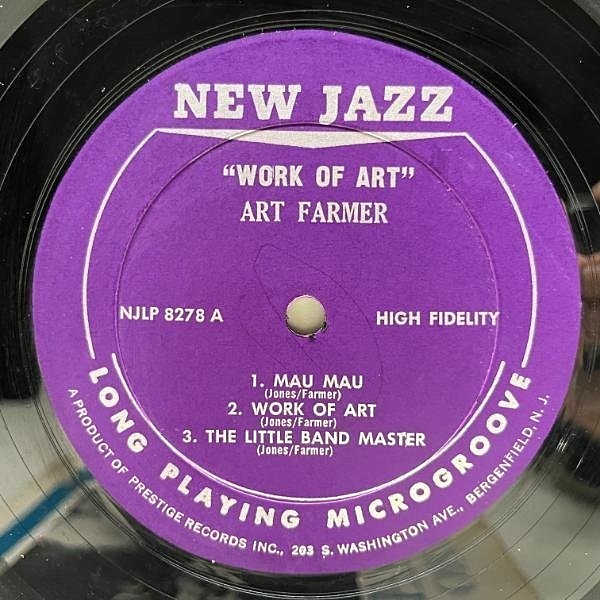 NEW JAZZ
"WORK OF ART"
ART FARMER
NJLP 8278 A
HIGH FIDELITY
1. MAU MAU
(Jones/Farmer)
2. WORK OF ART
(Jones/Farmer)
3. THE LITTLE BAND MASTER
(Jones/Farmer)
LONG PLAYING MICROGROOVE
A PRODUCT OF PRESTIGE RECORDS INC., 203 S. WASHINGTON AVE., BERGENFIELD, N. J.